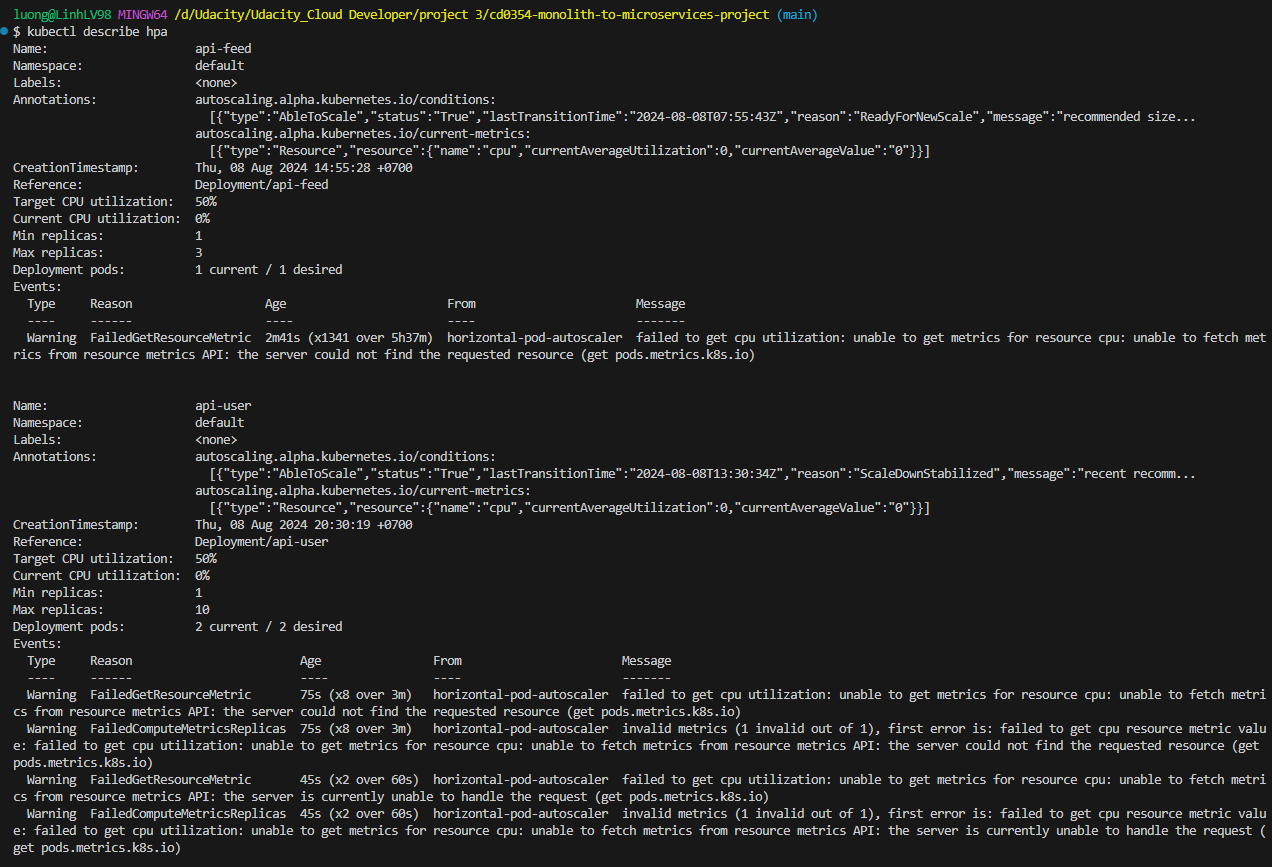 luong@LinhLV98 MINGW64 /d/Udacity/Udacity_Cloud Developer/project 3/cd0354-monolith-to-microservices-project (main)
$ kubectl describe hpa
Name:                     api-feed
Namespace:                default
Labels:                   <none>
Annotations:              autoscaling.alpha.kubernetes.io/conditions:
                            [{"type":"AbleToScale","status":"True","lastTransitionTime":"2024-08-08T07:55:43Z","reason":"ReadyForNewScale","message":"recommended size...
                          autoscaling.alpha.kubernetes.io/current-metrics:
                            [{"type":"Resource","resource":{"name":"cpu","currentAverageUtilization":0,"currentAverageValue":"0"}}]
CreationTimestamp:        Thu, 08 Aug 2024 14:55:28 +0700
Reference:                Deployment/api-feed
Target CPU utilization:   50%
Current CPU utilization:  0%
Min replicas:             1
Max replicas:             3
Deployment pods:          1 current / 1 desired
Events:
  Type     Reason                   Age                      From                       Message
  ----     ------                   ----                     ----                       -------
  Warning  FailedGetResourceMetric  2m41s (x1341 over 5h37m)  horizontal-pod-autoscaler  failed to get cpu utilization: unable to get metrics for resource cpu: unable to fetch met
rics from resource metrics API: the server could not find the requested resource (get pods.metrics.k8s.io)
Name:                     api-user
Namespace:                default
Labels:                   <none>
Annotations:              autoscaling.alpha.kubernetes.io/conditions:
                            [{"type":"AbleToScale","status":"True","lastTransitionTime":"2024-08-08T13:30:34Z","reason":"ScaleDownStabilized","message":"recent recomm...
                          autoscaling.alpha.kubernetes.io/current-metrics:
                            [{"type":"Resource","resource":{"name":"cpu","currentAverageUtilization":0,"currentAverageValue":"0"}}]
CreationTimestamp:        Thu, 08 Aug 2024 20:30:19 +0700
Reference:                Deployment/api-user
Target CPU utilization:   50%
Current CPU utilization:  0%
Min replicas:             1
Max replicas:             10
Deployment pods:          2 current / 2 desired
Events:
  Type     Reason                        Age                From                       Message
  ----     ------                        ----               ----                       -------
  Warning  FailedGetResourceMetric       75s (x8 over 3m)   horizontal-pod-autoscaler  failed to get cpu utilization: unable to get metrics for resource cpu: unable to fetch metri
cs from resource metrics API: the server could not find the requested resource (get pods.metrics.k8s.io)
  Warning  FailedComputeMetricsReplicas  75s (x8 over 3m)   horizontal-pod-autoscaler  invalid metrics (1 invalid out of 1), first error is: failed to get cpu resource metric valu
e: failed to get cpu utilization: unable to get metrics for resource cpu: unable to fetch metrics from resource metrics API: the server could not find the requested resource (get
pods.metrics.k8s.io)
  Warning  FailedGetResourceMetric       45s (x2 over 60s)  horizontal-pod-autoscaler  failed to get cpu utilization: unable to get metrics for resource cpu: unable to fetch metri
cs from resource metrics API: the server is currently unable to handle the request (get pods.metrics.k8s.io)
  Warning  FailedComputeMetricsReplicas  45s (x2 over 60s)  horizontal-pod-autoscaler  invalid metrics (1 invalid out of 1), first error is: failed to get cpu resource metric valu
e: failed to get cpu utilization: unable to get metrics for resource cpu: unable to fetch metrics from resource metrics API: the server is currently unable to handle the request (
get pods.metrics.k8s.io)